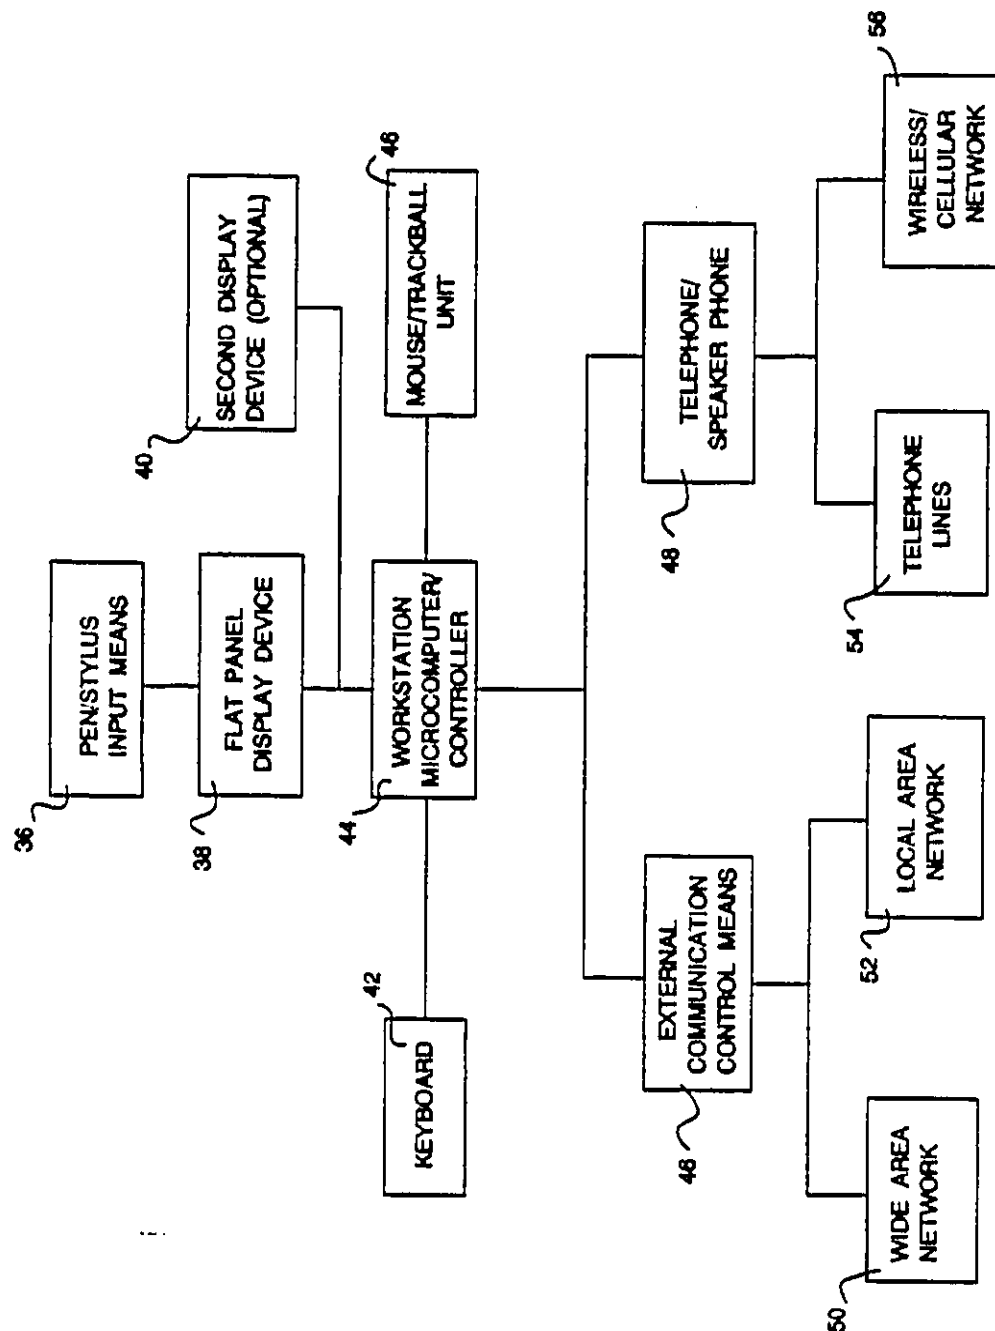 36
PEN/STYLUS
INPUT MEANS
38
FLAT PANEL
DISPLAY DEVICE
40
SECOND DISPLAY
DEVICE (OPTIONAL)
42
KEYBOARD
44
WORKSTATION
MICROCOMPUTER/
CONTROLLER
46
MOUSE/TRACKBALL
UNIT
46
EXTERNAL
COMMUNICATION
CONTROL MEANS
48
TELEPHONE/
SPEAKER PHONE
50
WIDE AREA
NETWORK
52
LOCAL AREA
NETWORK
54
TELEPHONE
LINES
56
WIRELESS/
CELLULAR
NETWORK